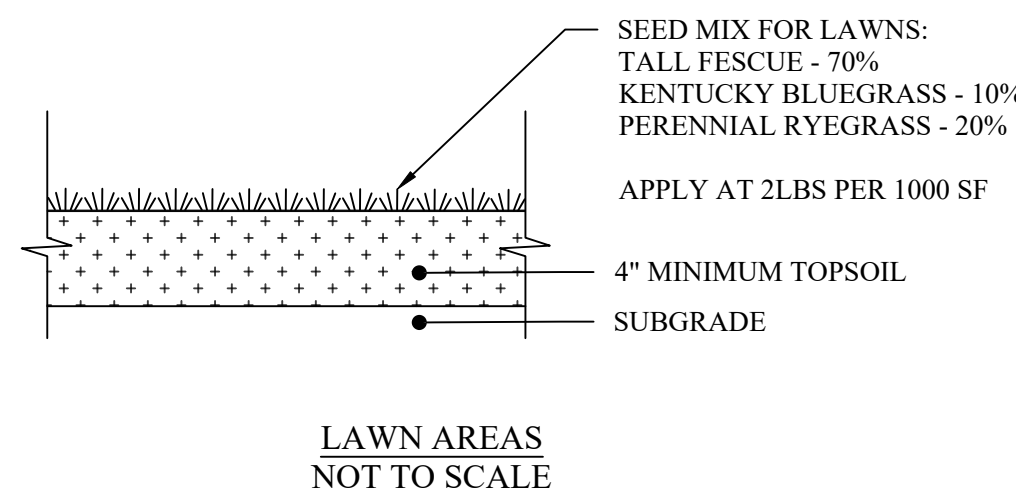 SEED MIX FOR LAWNS:
TALL FESCUE - 70%
KENTUCKY BLUEGRASS - 10%
PERENNIAL RYEGRASS - 20%
APPLY AT 2LBS PER 1000 SF
4" MINIMUM TOPSOIL
SUBGRADE
LAWN AREAS
NOT TO SCALE